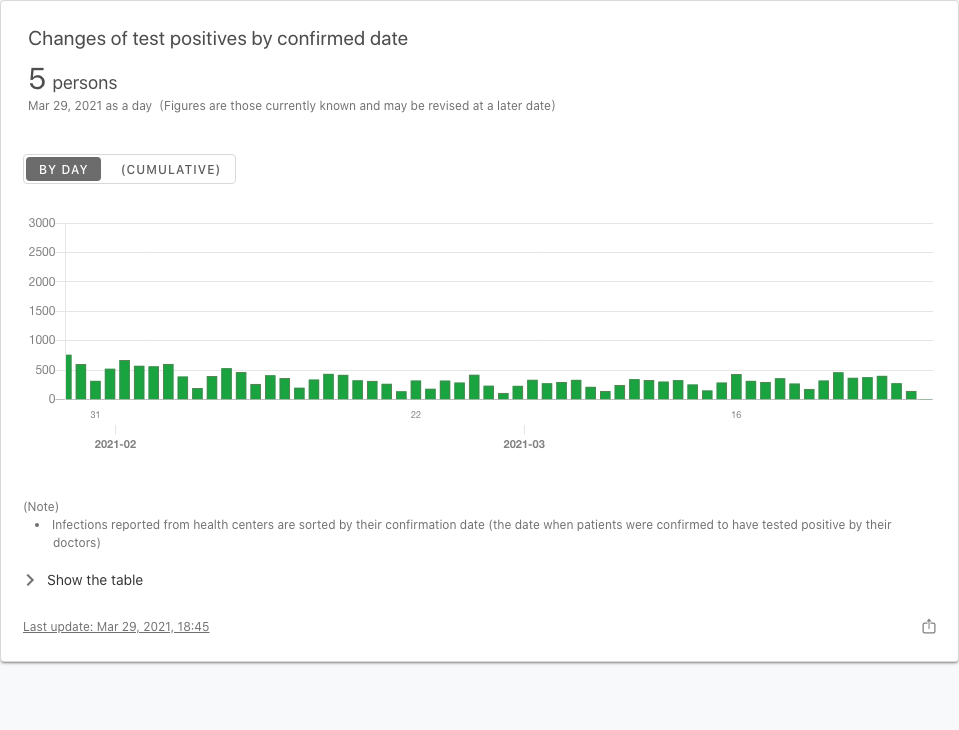 Changes of test positives by confirmed date
5 persons
Mar 29, 2021 as a day (Figures are those currently known and may be revised at a later date)
BY DAY (CUMULATIVE)
3000
2500
2000
1500
1000
500
0
31 22 16
2021-02 2021-03
(Note)
• Infections reported from health centers are sorted by their confirmation date (the date when patients were confirmed to have tested positive by their
doctors)
Show the table
Last update: Mar 29, 2021, 18:45